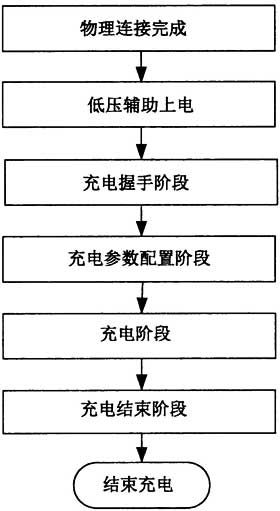 物理连接完成
低压辅助上电
充电握手阶段
充电参数配置阶段
充电阶段
充电结束阶段
结束充电